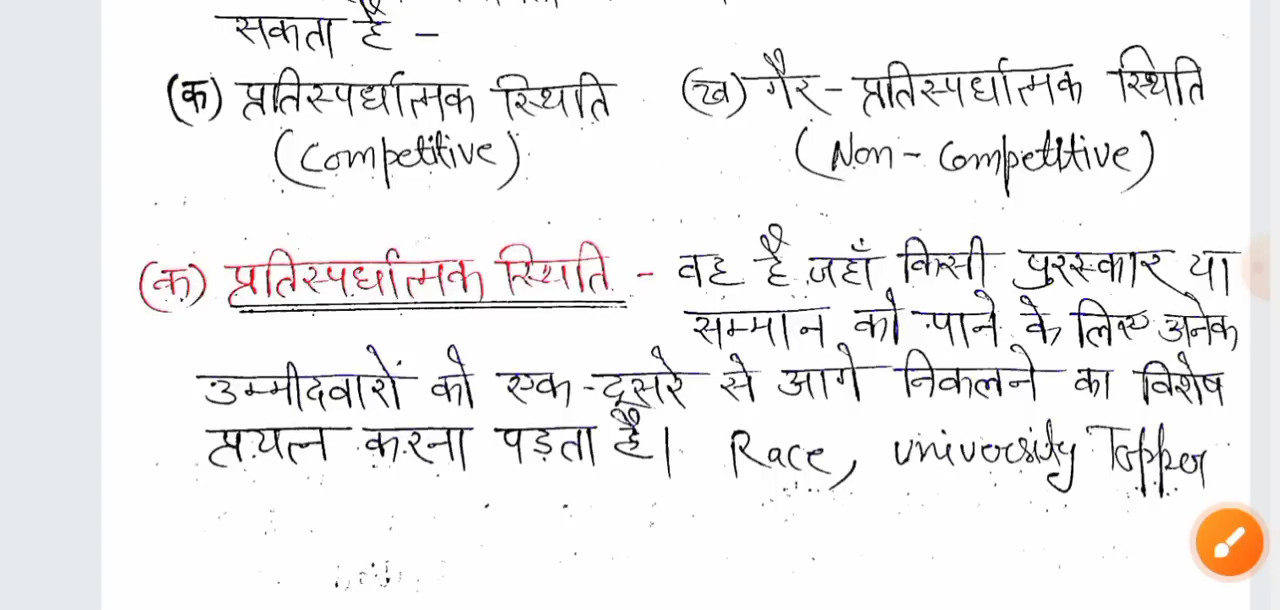 सकता है -
(क) प्रतिस्पर्धात्मक स्थिति (ख) गैर - प्रतिस्पर्धात्मक स्थिति
(Competitive) (Non - Competitive)
(क) प्रतिस्पर्धात्मक स्थिति - वह है जहाँ किसी पुरस्कार या
सम्मान को पाने के लिए अनेक
उम्मीदवारों को एक - दूसरे से आगे निकलने का विशेष
प्रयत्न करना पड़ता है। Race, university Topper